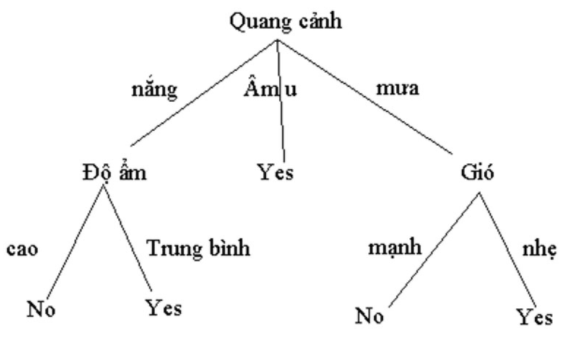 Quang cảnh
nắng Âm u mưa
Độ ẩm Yes Gió
cao Trung bình mạnh nhẹ
No Yes No Yes